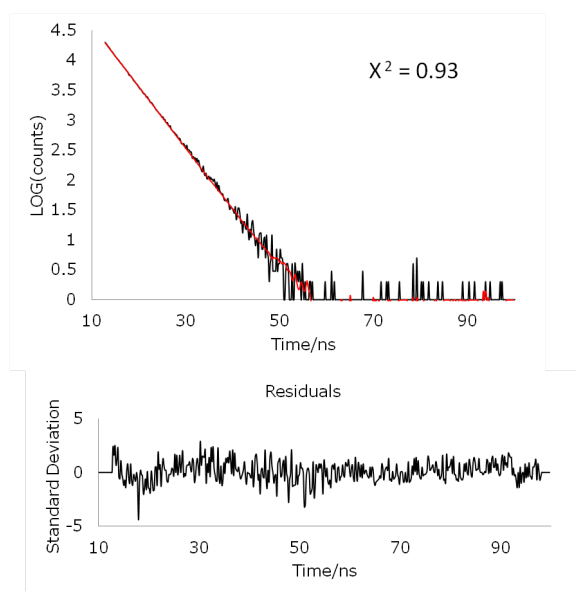 4.5
4
3.5
3
2.5
2
1.5
1
0.5
0
LOG(counts)
X² = 0.93
10 30 50 70 90
Time/ns
Residuals
5
0
-5
Standard Deviation
10 30 50 70 90
Time/ns